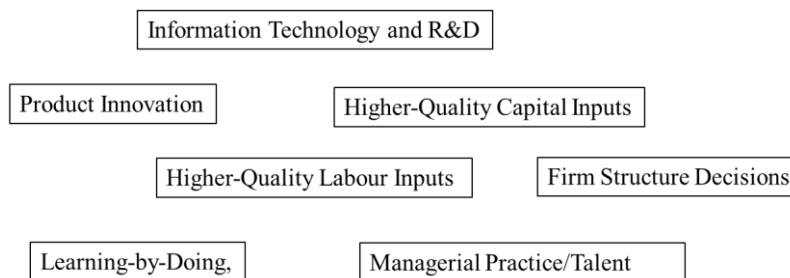 Information Technology and R&D
Product Innovation
Higher-Quality Capital Inputs
Higher-Quality Labour Inputs
Firm Structure Decisions
Learning-by-Doing,
Managerial Practice/Talent